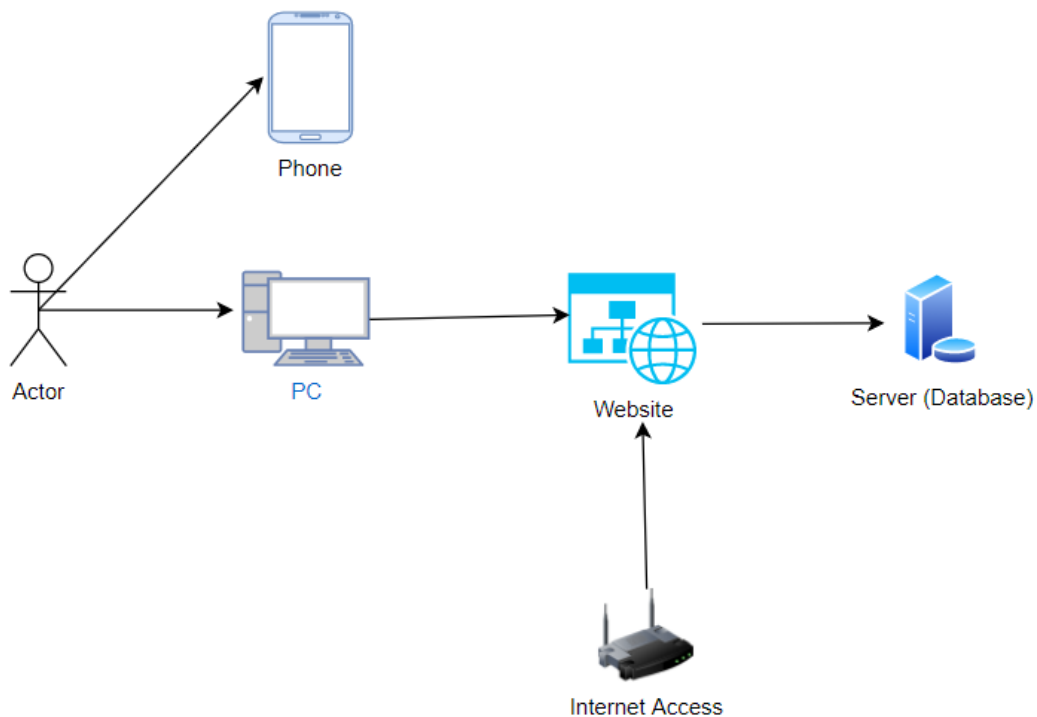 Phone
Actor
PC
Website
Server (Database)
Internet Access